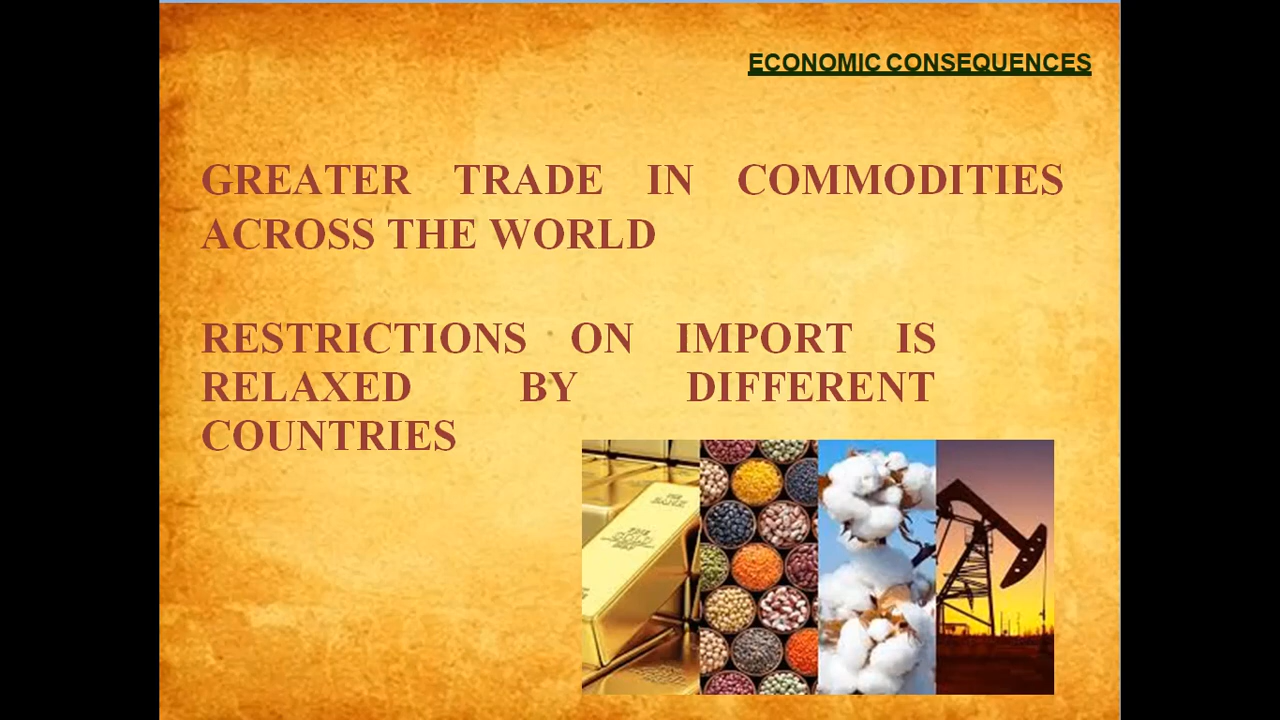 ECONOMIC CONSEQUENCES
GREATER TRADE IN COMMODITIES
ACROSS THE WORLD
RESTRICTIONS ON IMPORT IS
RELAXED BY DIFFERENT
COUNTRIES